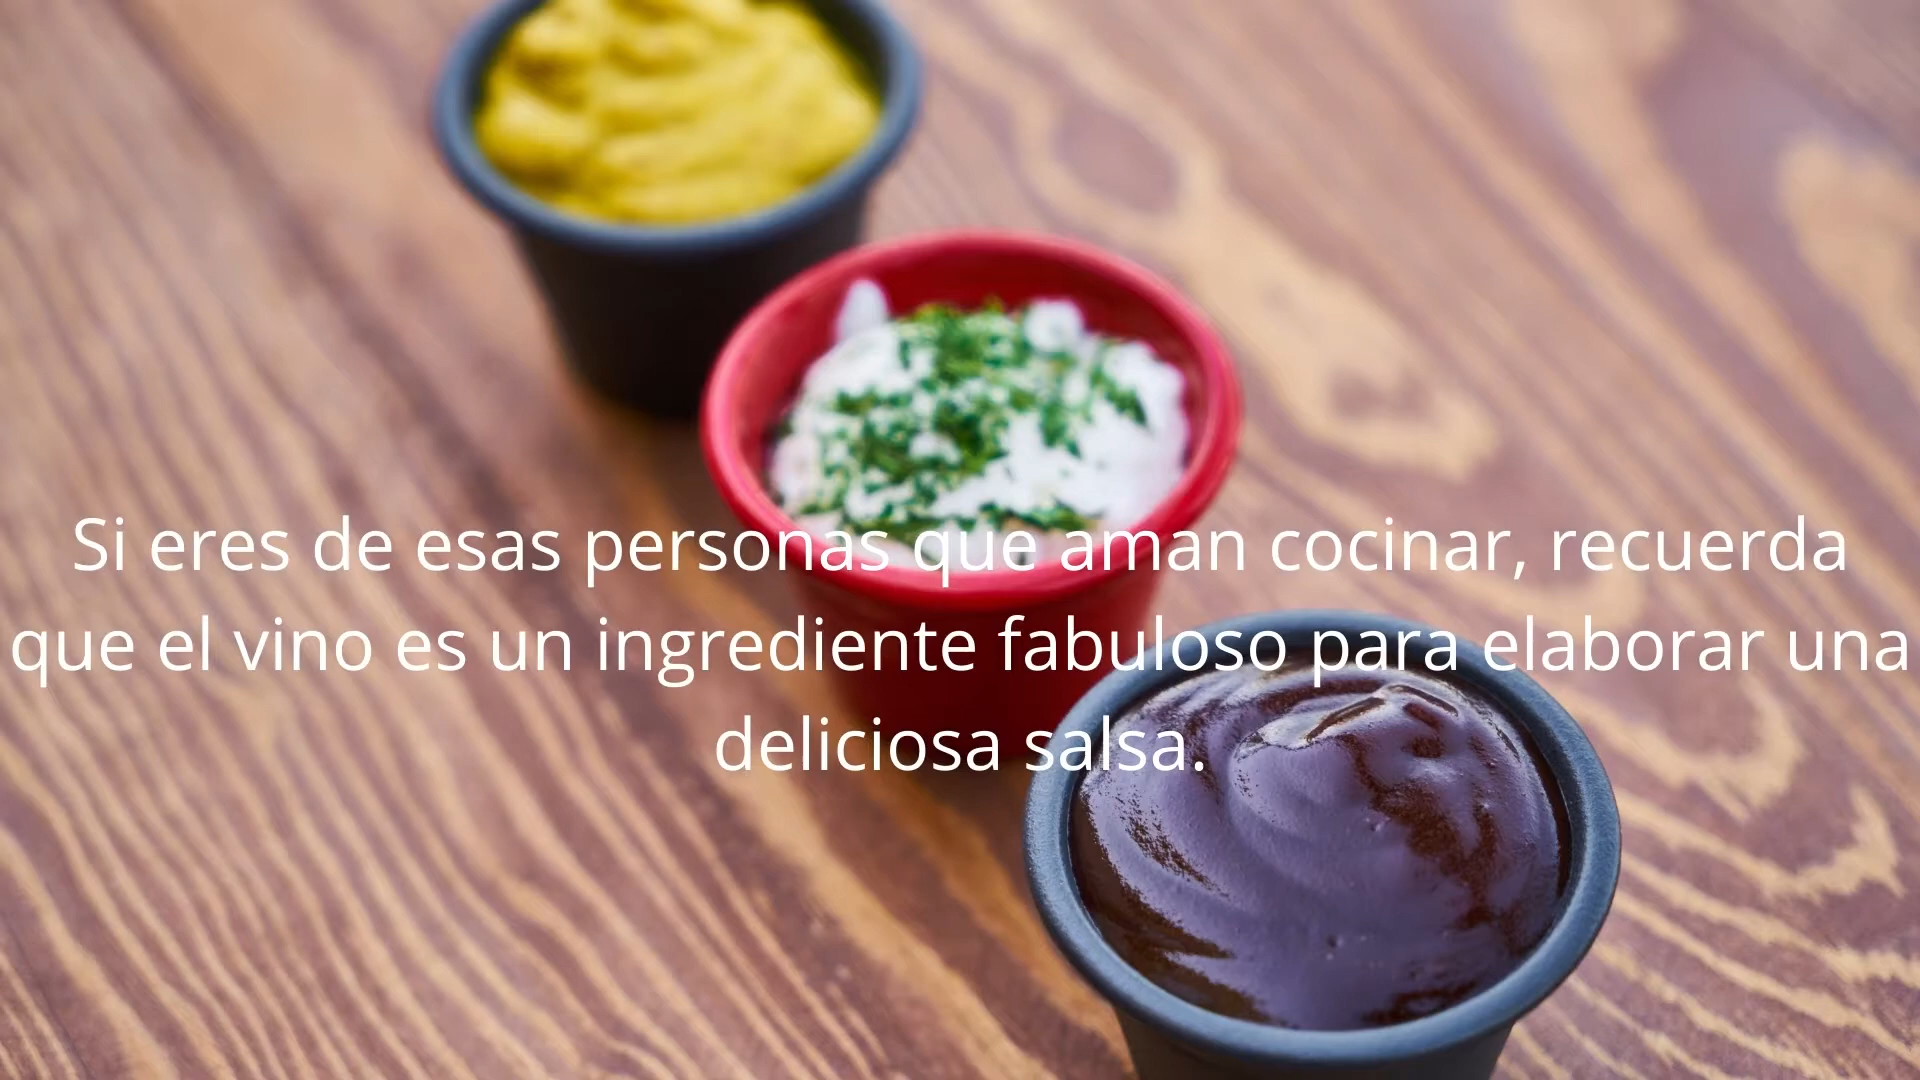 Si eres de esas personas que aman cocinar, recuerda
que el vino es un ingrediente fabuloso para elaborar una
deliciosa salsa.